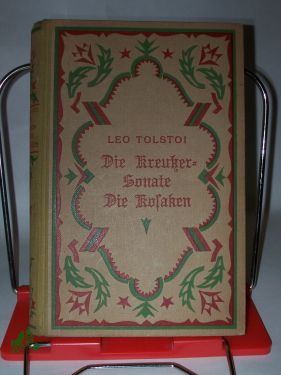 LEO TOLSTOI
Die Kreutzer-
Sonate
Die Kosaken